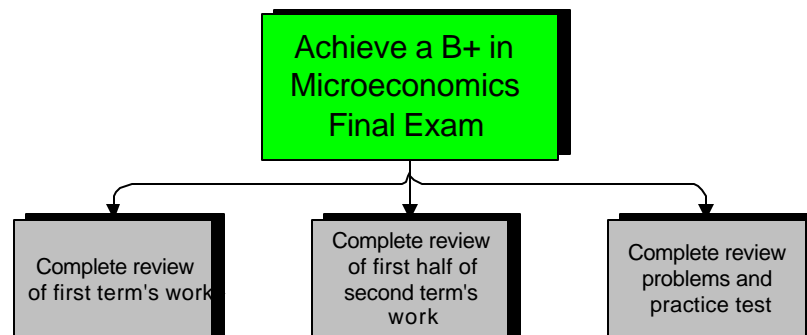 Achieve a B+ in
Microeconomics
Final Exam
Complete review
of first term's work
Complete review
of first half of
second term's
work
Complete review
problems and
practice test